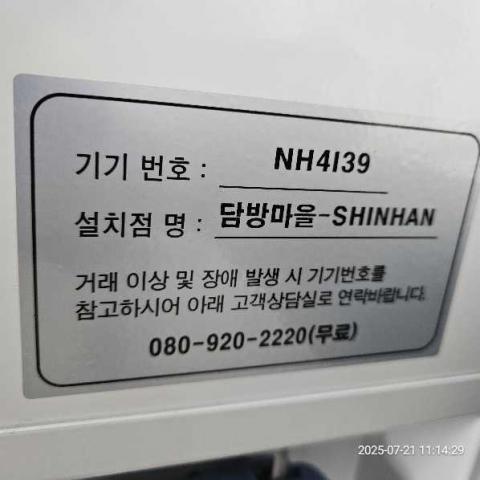 기기 번호 : NH4I39
설치점 명 : 담방마을-SHINHAN
거래 이상 및 장애 발생 시 기기번호를
참고하시어 아래 고객상담실로 연락바랍니다.
080-920-2220(무료)
2025-07-21 11:14:29